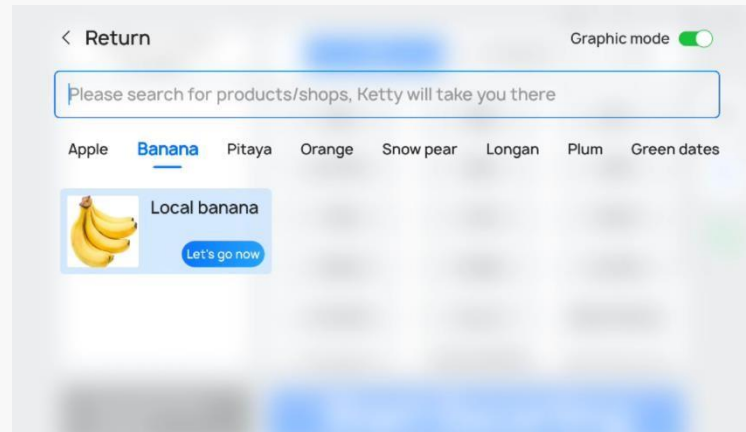 Return
Graphic mode
Please search for products/shops, Ketty will take you there
Apple Banana Pitaya Orange Snow pear Longan Plum Green dates
Local banana
Let's go now